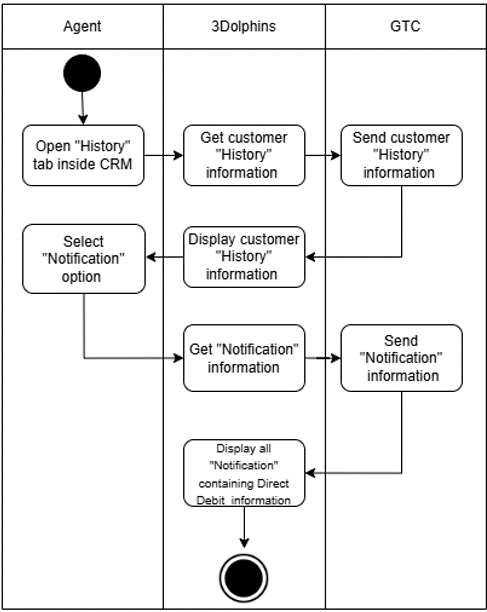 Agent
3Dolphins
GTC
Open "History"
tab inside CRM
Get customer
"History"
information
Send customer
"History"
information
Select
"Notification"
option
Display customer
"History"
information
Get "Notification"
information
Send
"Notification"
information
Display all
"Notification"
containing Direct
Debit information